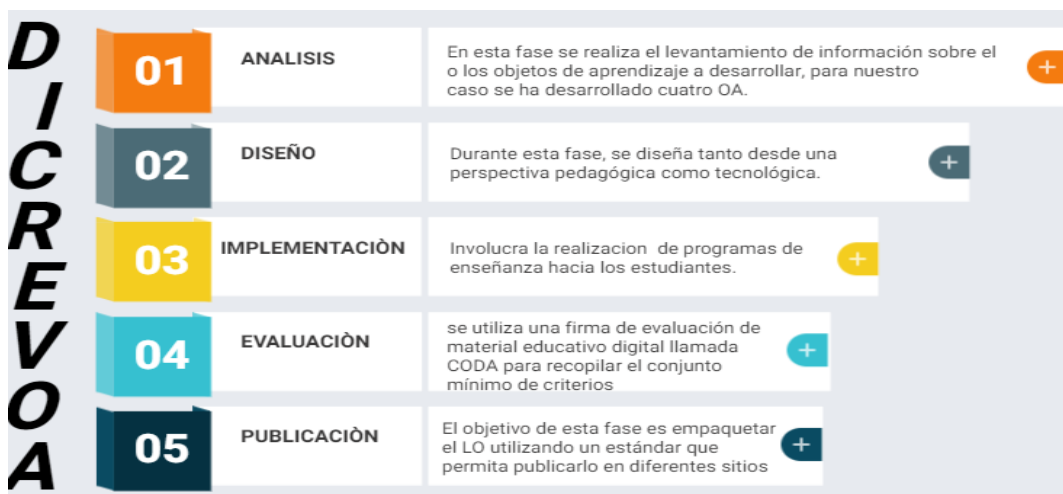 DICREVOA
01
ANALISIS
En esta fase se realiza el levantamiento de información sobre el
o los objetos de aprendizaje a desarrollar, para nuestro
caso se ha desarrollado cuatro OA.
+
02
DISEÑO
Durante esta fase, se diseña tanto desde una
perspectiva pedagógica como tecnológica.
+
03
IMPLEMENTACIÒN
Involucra la realizacion de programas de
enseñanza hacia los estudiantes.
+
04
EVALUACIÒN
se utiliza una firma de evaluación de
material educativo digital llamada
CODA para recopilar el conjunto
mínimo de criterios
+
05
PUBLICACIÒN
El objetivo de esta fase es empaquetar
el LO utilizando un estándar que
permita publicarlo en diferentes sitios
+